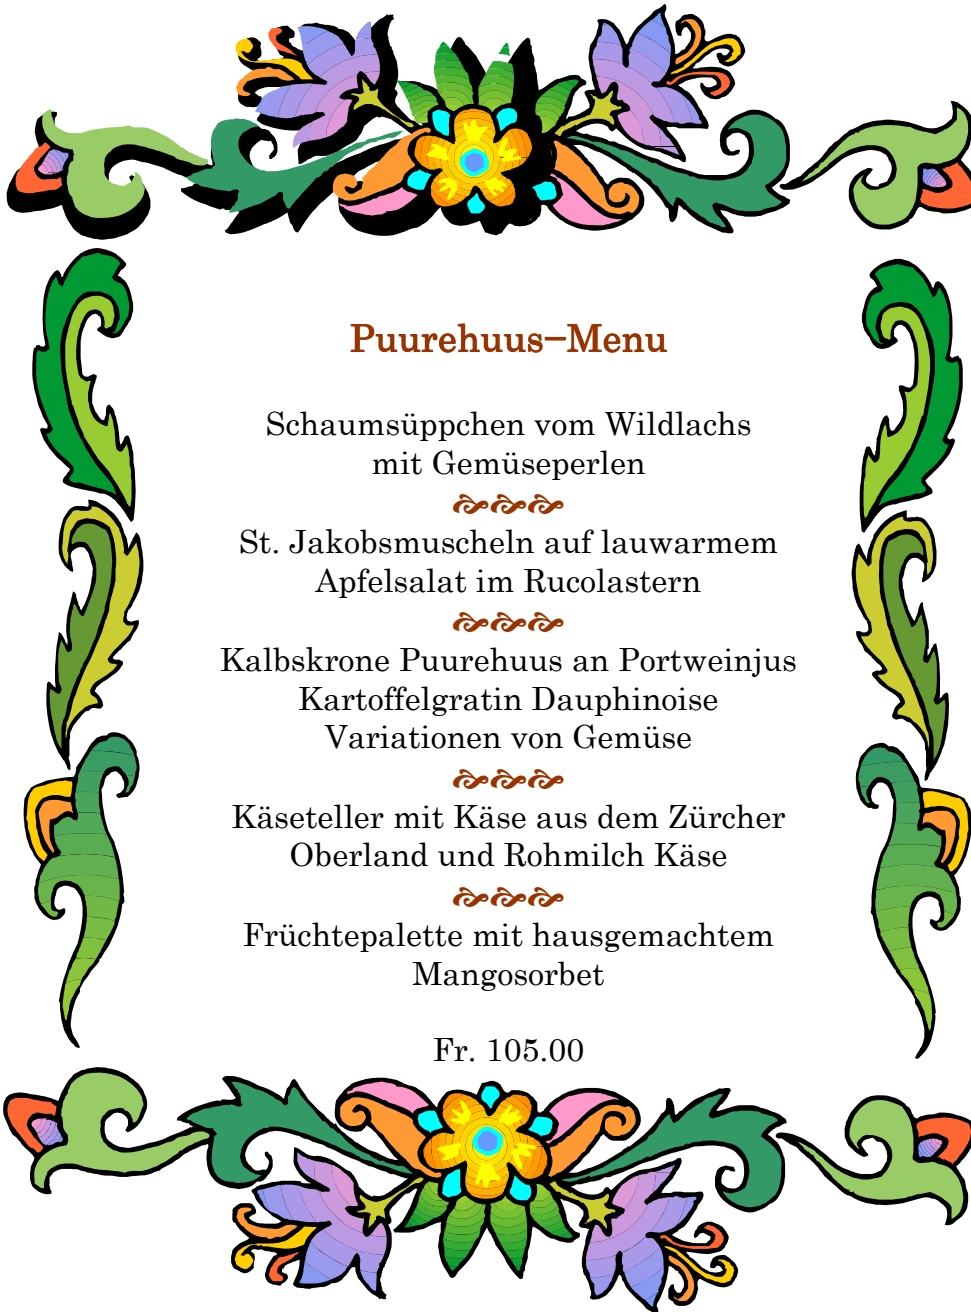 Puurehuus–Menu
Schaumsüppchen vom Wildlachs
mit Gemüseperlen
St. Jakobsmuscheln auf lauwarmem
Apfelsalat im Rucolastern
Kalbskrone Puurehuus an Portweinjus
Kartoffelgratin Dauphinoise
Variationen von Gemüse
Käseteller mit Käse aus dem Zürcher
Oberland und Rohmilch Käse
Früchtepalette mit hausgemachtem
Mangosorbet
Fr. 105.00